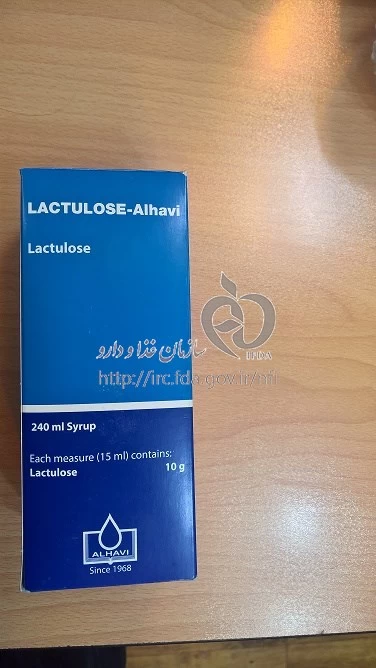 LACTULOSE-Alhavi
Lactulose
سازمان غذا و دارو
IFDA
http://irc.fda.gov.ir/nfi
240 ml Syrup
Each measure (15 ml) contains:
Lactulose 10 g
ALHAVI
Since 1968